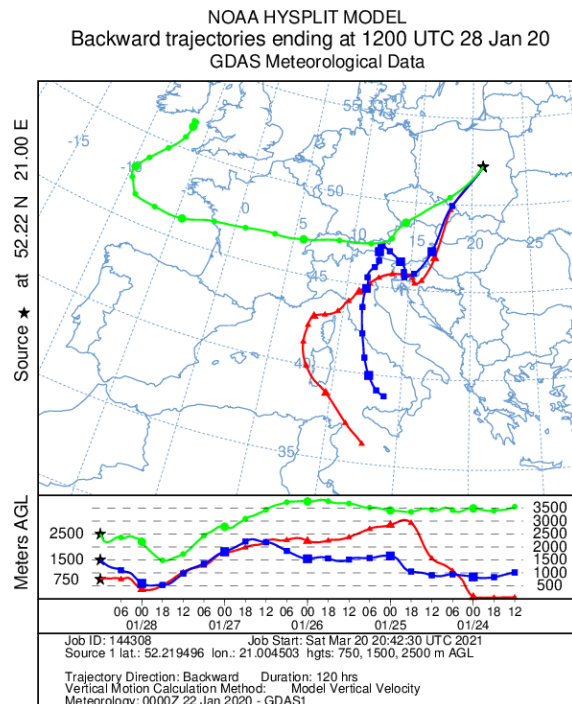 NOAA HYSPLIT MODEL
Backward trajectories ending at 1200 UTC 28 Jan 20
GDAS Meteorological Data
Source ★ at 52.22 N 21.00 E
-15
-10
55
50
0
5
10
15
20
25
45
40
35
Meters AGL
2500
1500
750
3500
3000
2500
2000
1500
1000
500
06 00 18 12 06 00 18 12 06 00 18 12 06 00 18 12 06 00 18 12
01/28 01/27 01/26 01/25 01/24
Job ID: 144308 Job Start: Sat Mar 20 20:42:30 UTC 2021
Source 1 lat.: 52.219496 lon.: 21.004503 hgts: 750, 1500, 2500 m AGL
Trajectory Direction: Backward Duration: 120 hrs
Vertical Motion Calculation Method: Model Vertical Velocity
Meteorology: 0000Z 22 Jan 2020 - GDAS1